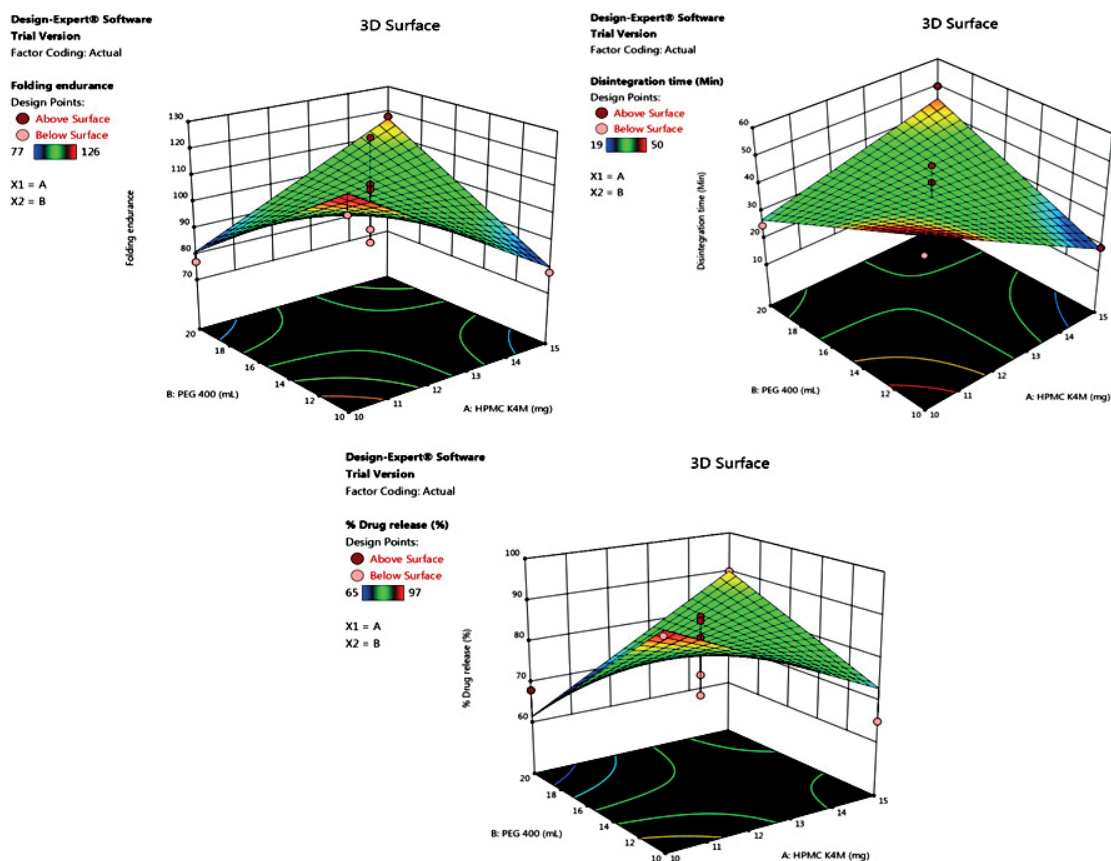 Design-Expert® Software
Trial Version
Factor Coding: Actual
3D Surface
Folding endurance
Design Points:
Above Surface
Below Surface
77 126
X1 = A
X2 = B
Folding endurance
130
120
110
100
90
80
70
20
18
16
14
12
10
10
11
12
13
14
15
B: PEG 400 (mL)
A: HPMC K4M (mg)
Design-Expert® Software
Trial Version
Factor Coding: Actual
3D Surface
Disintegration time (Min)
Design Points:
Above Surface
Below Surface
19 50
X1 = A
X2 = B
Disintegration time (Min)
60
50
40
30
20
10
20
18
16
14
12
10
10
11
12
13
14
15
B: PEG 400 (mL)
A: HPMC K4M (mg)
Design-Expert® Software
Trial Version
Factor Coding: Actual
3D Surface
% Drug release (%)
Design Points:
Above Surface
Below Surface
65 97
X1 = A
X2 = B
% Drug release (%)
100
90
80
70
60
20
18
16
14
12
10
10
11
12
13
14
15
B: PEG 400 (mL)
A: HPMC K4M (mg)